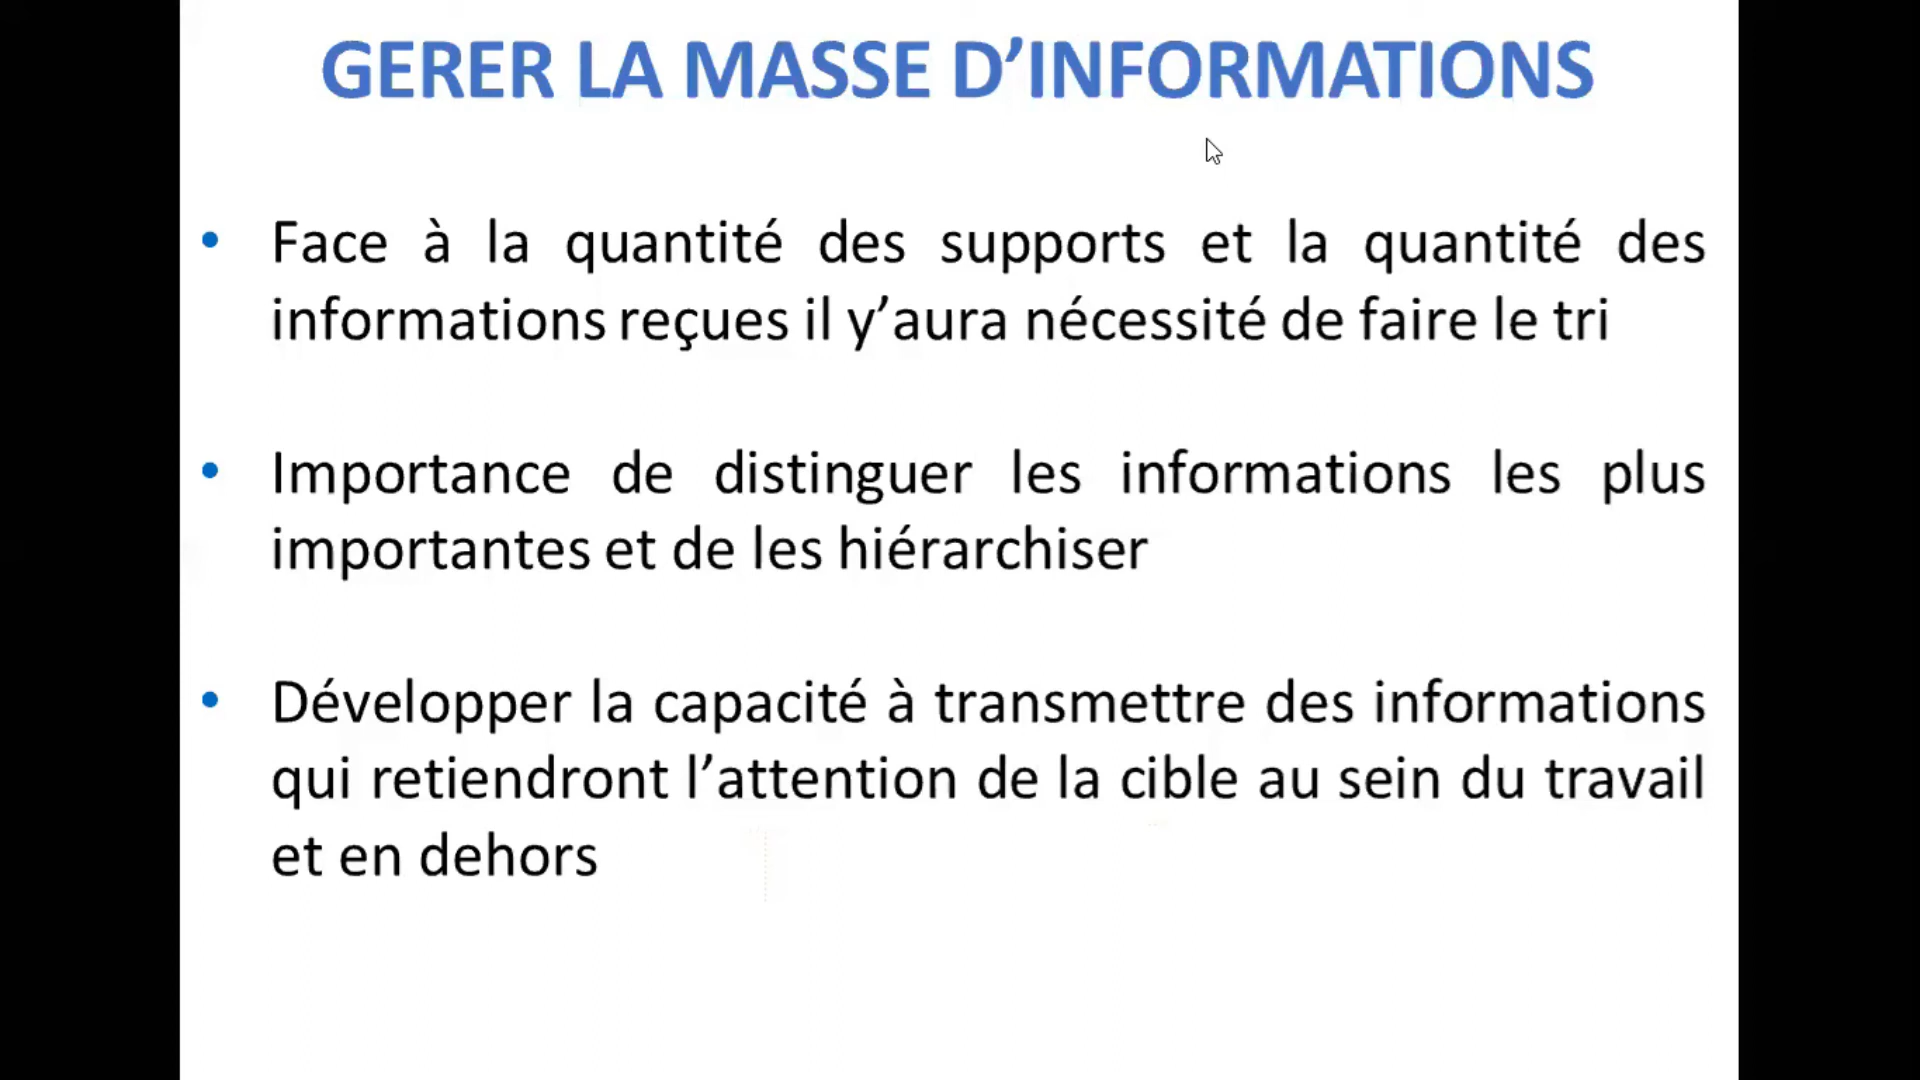 GERER LA MASSE D’INFORMATIONS
• Face à la quantité des supports et la quantité des
informations reçues il y’aura nécessité de faire le tri
• Importance de distinguer les informations les plus
importantes et de les hiérarchiser
• Développer la capacité à transmettre des informations
qui retiendront l’attention de la cible au sein du travail
et en dehors